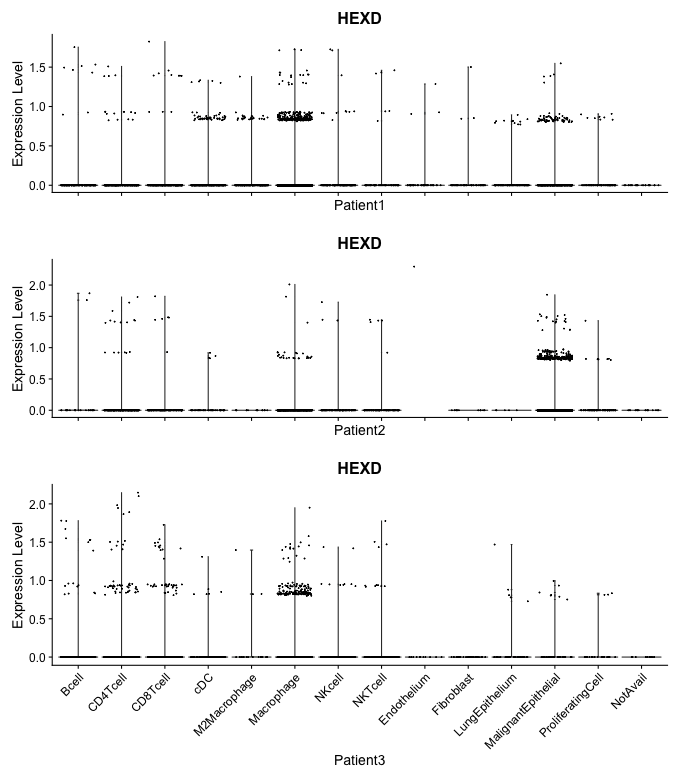 HEXD
Expression Level
1.5
1.0
0.5
0.0
Patient1
HEXD
Expression Level
2.0
1.5
1.0
0.5
0.0
Patient2
HEXD
Expression Level
2.0
1.5
1.0
0.5
0.0
Bcell
CD4Tcell
CD8Tcell
cDC
M2Macrophage
Macrophage
NKcell
NKTcell
Endothelium
Fibroblast
LungEpithelium
MalignantEpithelial
ProliferatingCell
NotAvail
Patient3